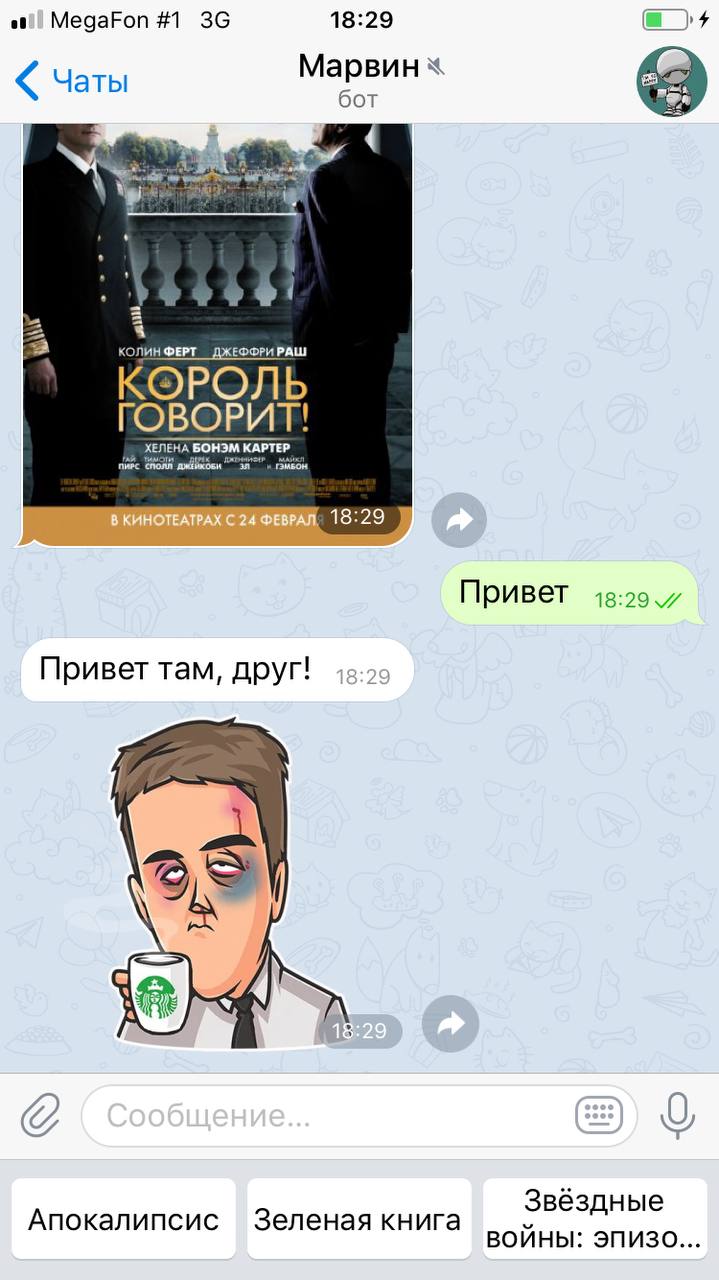 MegaFon #1 3G 18:29
Чаты
Марвин
бот
КОЛИН ФЕРТ ДЖЕФФРИ РАШ
КОРОЛЬ
ГОВОРИТ!
ХЕЛЕНА БОНЭМ КАРТЕР
ГАЙ ПИРС ТИМОТИ СПОЛЛ ДЕРЕК ДЖЕЙКОБИ ДЖЕННИФЕР ЭЛ И МАЙКЛ ГЭМБОН
В КИНОТЕАТРАХ С 24 ФЕВРАЛЯ
18:29
Привет 18:29
Привет там, друг! 18:29
18:29
Сообщение...
Апокалипсис
Зеленая книга
Звёздные
войны: эпизо...